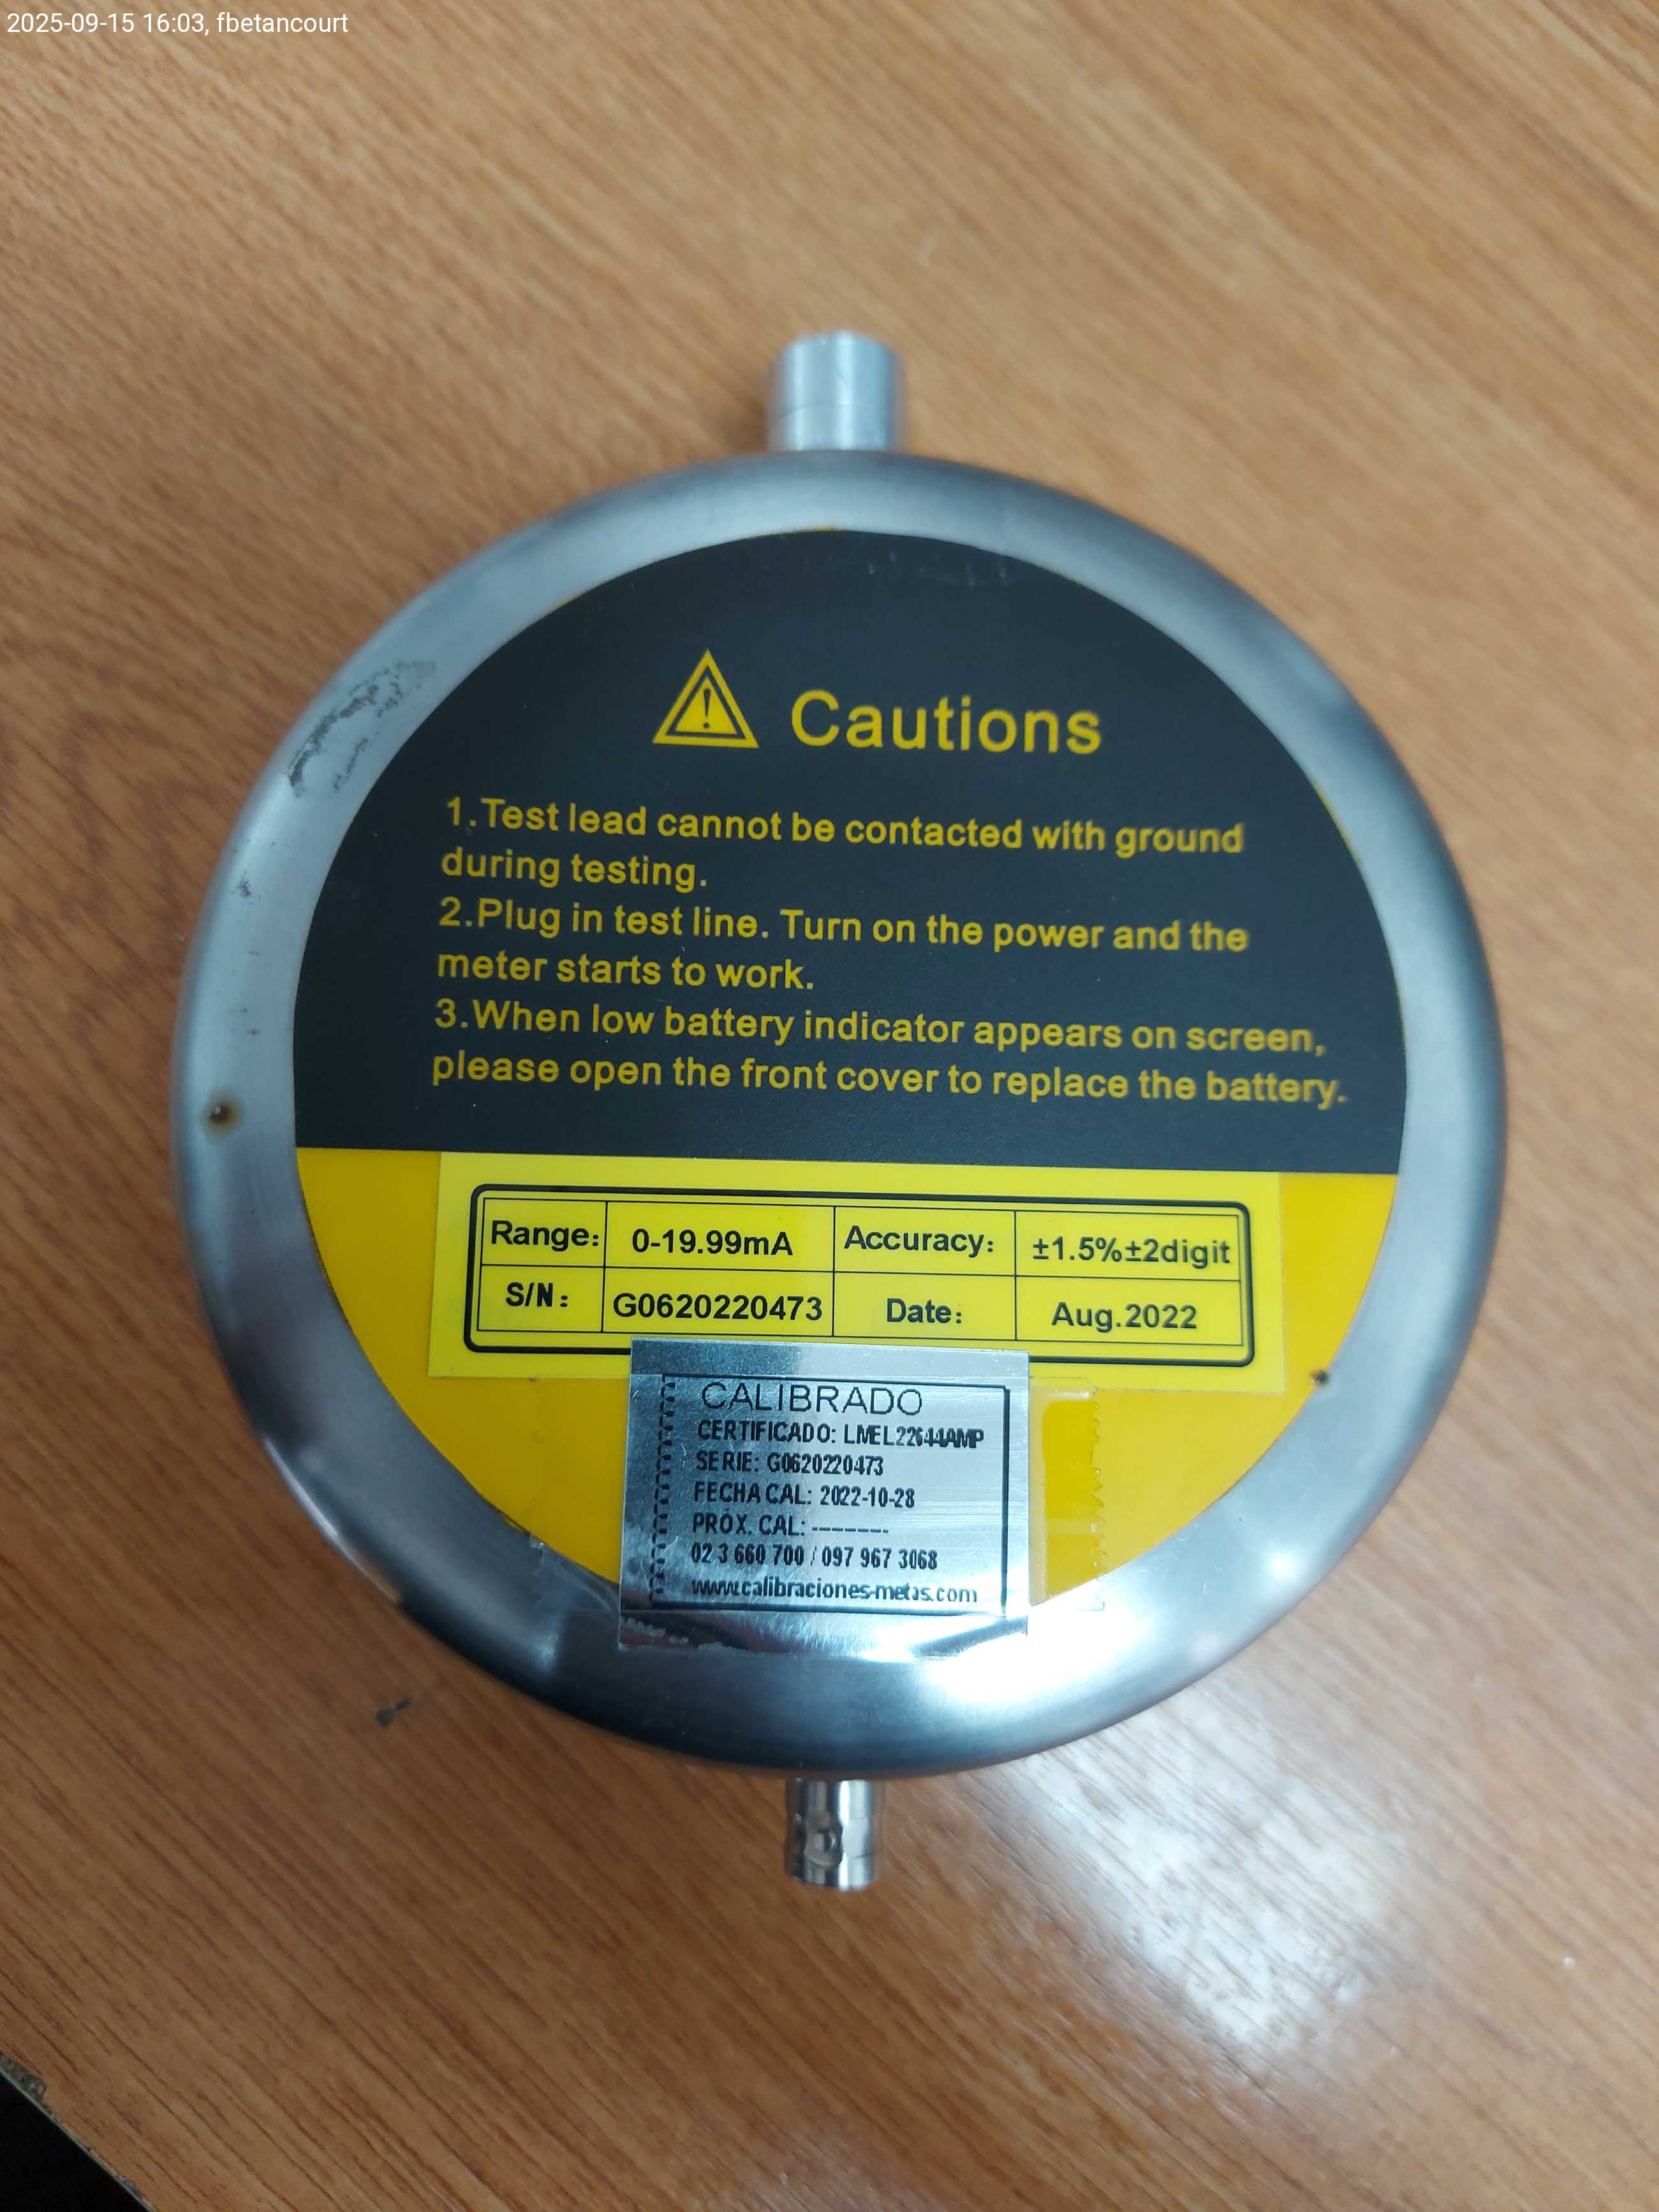 2025-09-15 16:03, fbetancourt
Cautions
1.Test lead cannot be contacted with ground
during testing.
2.Plug in test line. Turn on the power and the
meter starts to work.
3.When low battery indicator appears on screen,
please open the front cover to replace the battery.
Range: 0-19.99mA Accuracy: ±1.5%±2digit
S/N: G0620220473 Date: Aug.2022
CALIBRADO
CERTIFICADO: LMEL22644AMP
SERIE: G0620220473
FECHA CAL: 2022-10-28
PRÓX. CAL: -------
02 3 660 700 / 097 967 3068
www.calibraciones-metas.com